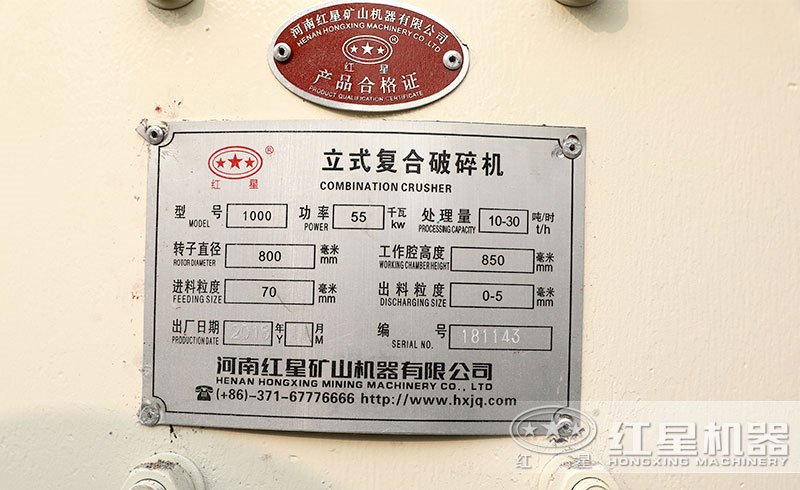 河南红星矿山机器有限公司
HENAN HONGXING MACHINERY CO.,LTD
®
红星
产品合格证
PRODUCT QUALIFICATION CERTIFICATE
®
红星
立式复合破碎机
COMBINATION CRUSHER
型号 MODEL 1000 功率 POWER 55 千瓦 kw 处理量 PROCESSING CAPACITY 10-30 吨/时 t/h
转子直径 ROTOR DIAMETER 800 毫米 mm 工作腔高度 WORKING CHAMBER HEIGHT 850 毫米 mm
进料粒度 FEEDING SIZE 70 毫米 mm 出料粒度 DISCHARGING SIZE 0-5 毫米 mm
出厂日期 PRODUCTION DATE 年 Y 月 M 编号 SERIAL NO. 181143
河南红星矿山机器有限公司
HENAN HONGXING MINING MACHINERY CO., LTD
☎(+86)-371-67776666 http://www.hxjq.com
红星机器
HONGXING MACHINERY